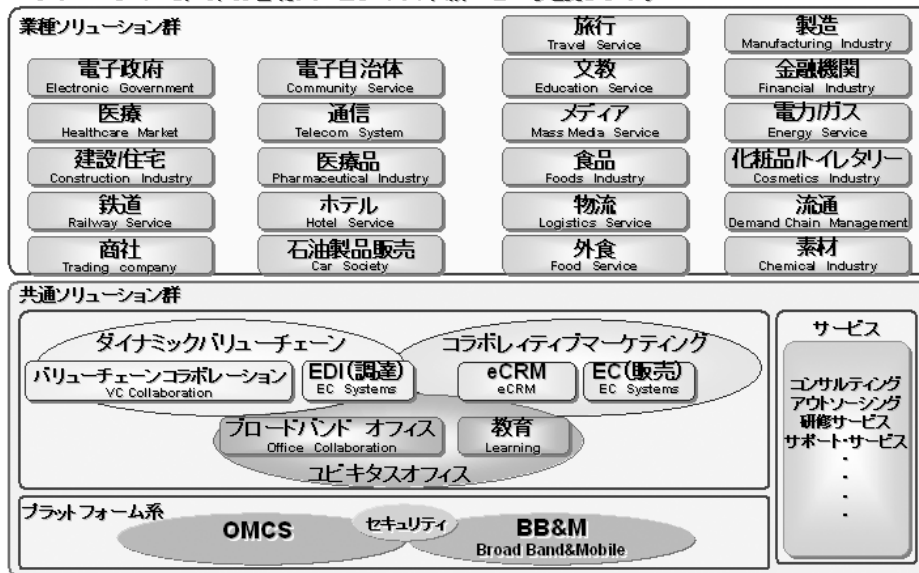 業種ソリューション群
旅行
Travel Service
製造
Manufacturing Industry
電子政府
Electronic Government
電子自治体
Community Service
文教
Education Service
金融機関
Financial Industry
医療
Healthcare Market
通信
Telecom System
メディア
Mass Media Service
電力/ガス
Energy Service
建設/住宅
Construction Industry
医療品
Pharmaceutical Industry
食品
Foods Industry
化粧品/トイレタリー
Cosmetics Industry
鉄道
Railway Service
ホテル
Hotel Service
物流
Logistics Service
流通
Demand Chain Management
商社
Trading company
石油製品販売
Car Society
外食
Food Service
素材
Chemical Industry
共通ソリューション群
ダイナミックバリューチェーン
コラボレイティブマーケティング
バリューチェーンコラボレーション
VC Collaboration
EDI(調達)
EC Systems
eCRM
eCRM
EC(販売)
EC Systems
ブロードバンド オフィス
Office Collaboration
教育
Learning
ユビキタスオフィス
サービス
コンサルティング
アウトソーシング
研修サービス
サポート・サービス
・
・
・
・
プラットフォーム系
OMCS
セキュリティ
BB&M
Broad Band&Mobile